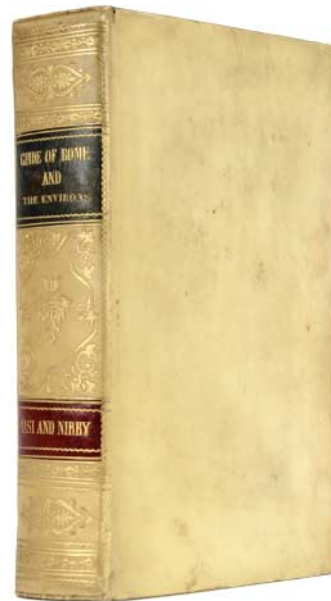 GUIDE OF ROME
AND
THE ENVIRONS
VASI AND NIBBY